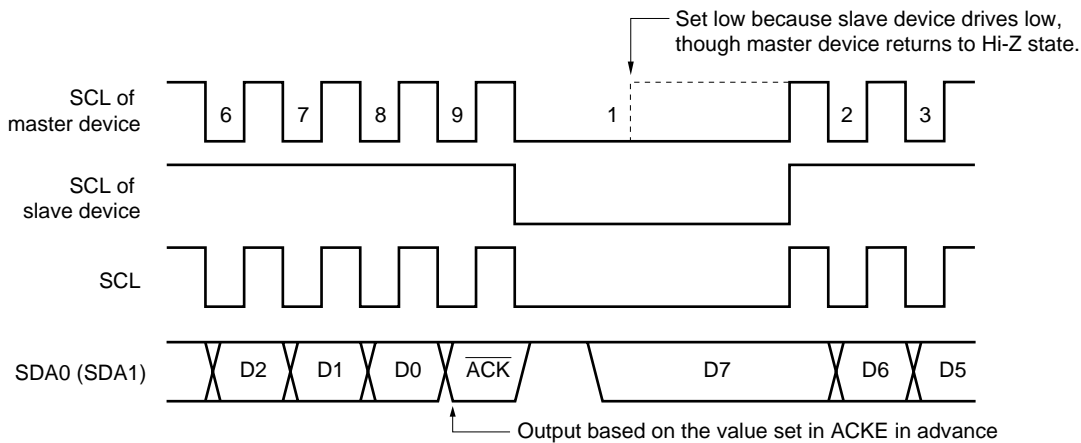 Set low because slave device drives low,
though master device returns to Hi-Z state.
SCL of
master device
6 7 8 9 1 2 3
SCL of
slave device
SCL
SDA0 (SDA1)
D2 D1 D0 ACK D7 D6 D5
Output based on the value set in ACKE in advance